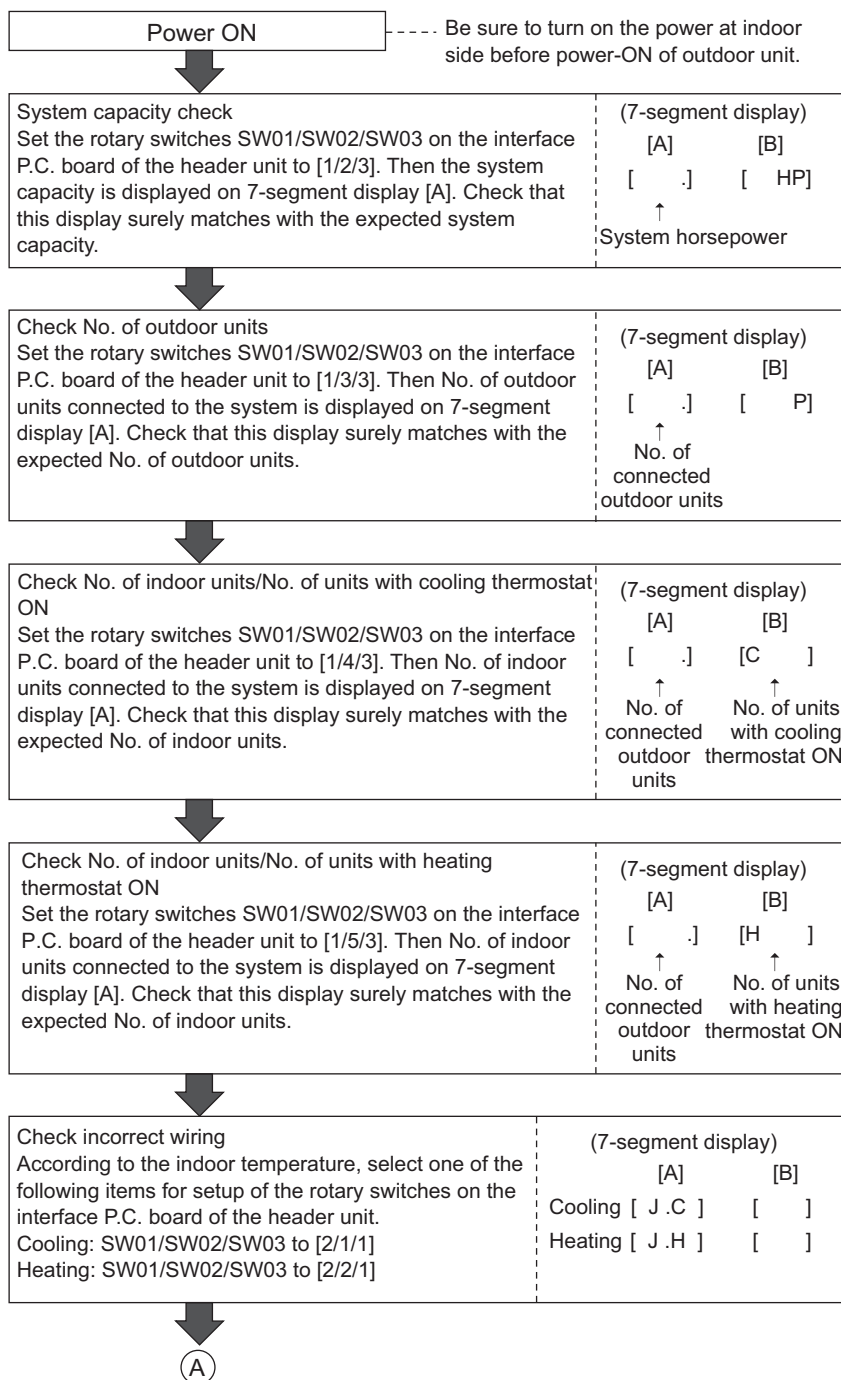 Power ON
Be sure to turn on the power at indoor
side before power-ON of outdoor unit.
System capacity check
Set the rotary switches SW01/SW02/SW03 on the interface
P.C. board of the header unit to [1/2/3]. Then the system
capacity is displayed on 7-segment display [A]. Check that
this display surely matches with the expected system
capacity.
(7-segment display)
[A] [B]
[ .] [ HP]
↑
System horsepower
Check No. of outdoor units
Set the rotary switches SW01/SW02/SW03 on the interface
P.C. board of the header unit to [1/3/3]. Then No. of outdoor
units connected to the system is displayed on 7-segment
display [A]. Check that this display surely matches with the
expected No. of outdoor units.
(7-segment display)
[A] [B]
[ .] [ P]
↑
No. of
connected
outdoor units
Check No. of indoor units/No. of units with cooling thermostat
ON
Set the rotary switches SW01/SW02/SW03 on the interface
P.C. board of the header unit to [1/4/3]. Then No. of indoor
units connected to the system is displayed on 7-segment
display [A]. Check that this display surely matches with the
expected No. of indoor units.
(7-segment display)
[A] [B]
[ .] [C ]
↑ ↑
No. of No. of units
connected with cooling
outdoor thermostat ON
units
Check No. of indoor units/No. of units with heating
thermostat ON
Set the rotary switches SW01/SW02/SW03 on the interface
P.C. board of the header unit to [1/5/3]. Then No. of indoor
units connected to the system is displayed on 7-segment
display [A]. Check that this display surely matches with the
expected No. of indoor units.
(7-segment display)
[A] [B]
[ .] [H ]
↑ ↑
No. of No. of units
connected with heating
outdoor thermostat ON
units
Check incorrect wiring
According to the indoor temperature, select one of the
following items for setup of the rotary switches on the
interface P.C. board of the header unit.
Cooling: SW01/SW02/SW03 to [2/1/1]
Heating: SW01/SW02/SW03 to [2/2/1]
(7-segment display)
[A] [B]
Cooling [ J .C ] [ ]
Heating [ J .H ] [ ]
A